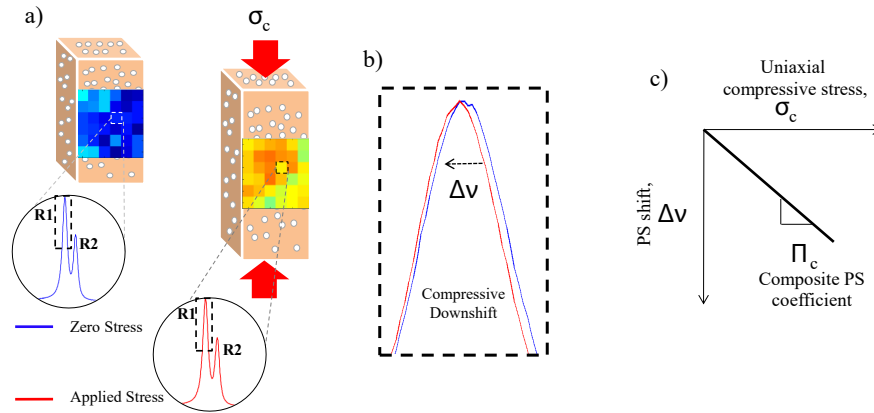 a)
σc
R1
R2
Zero Stress
R1
R2
Applied Stress
b)
Δν
Compressive
Downshift
c)
Uniaxial
compressive stress,
σc
PS shift,
Δν
Πc
Composite PS
coefficient